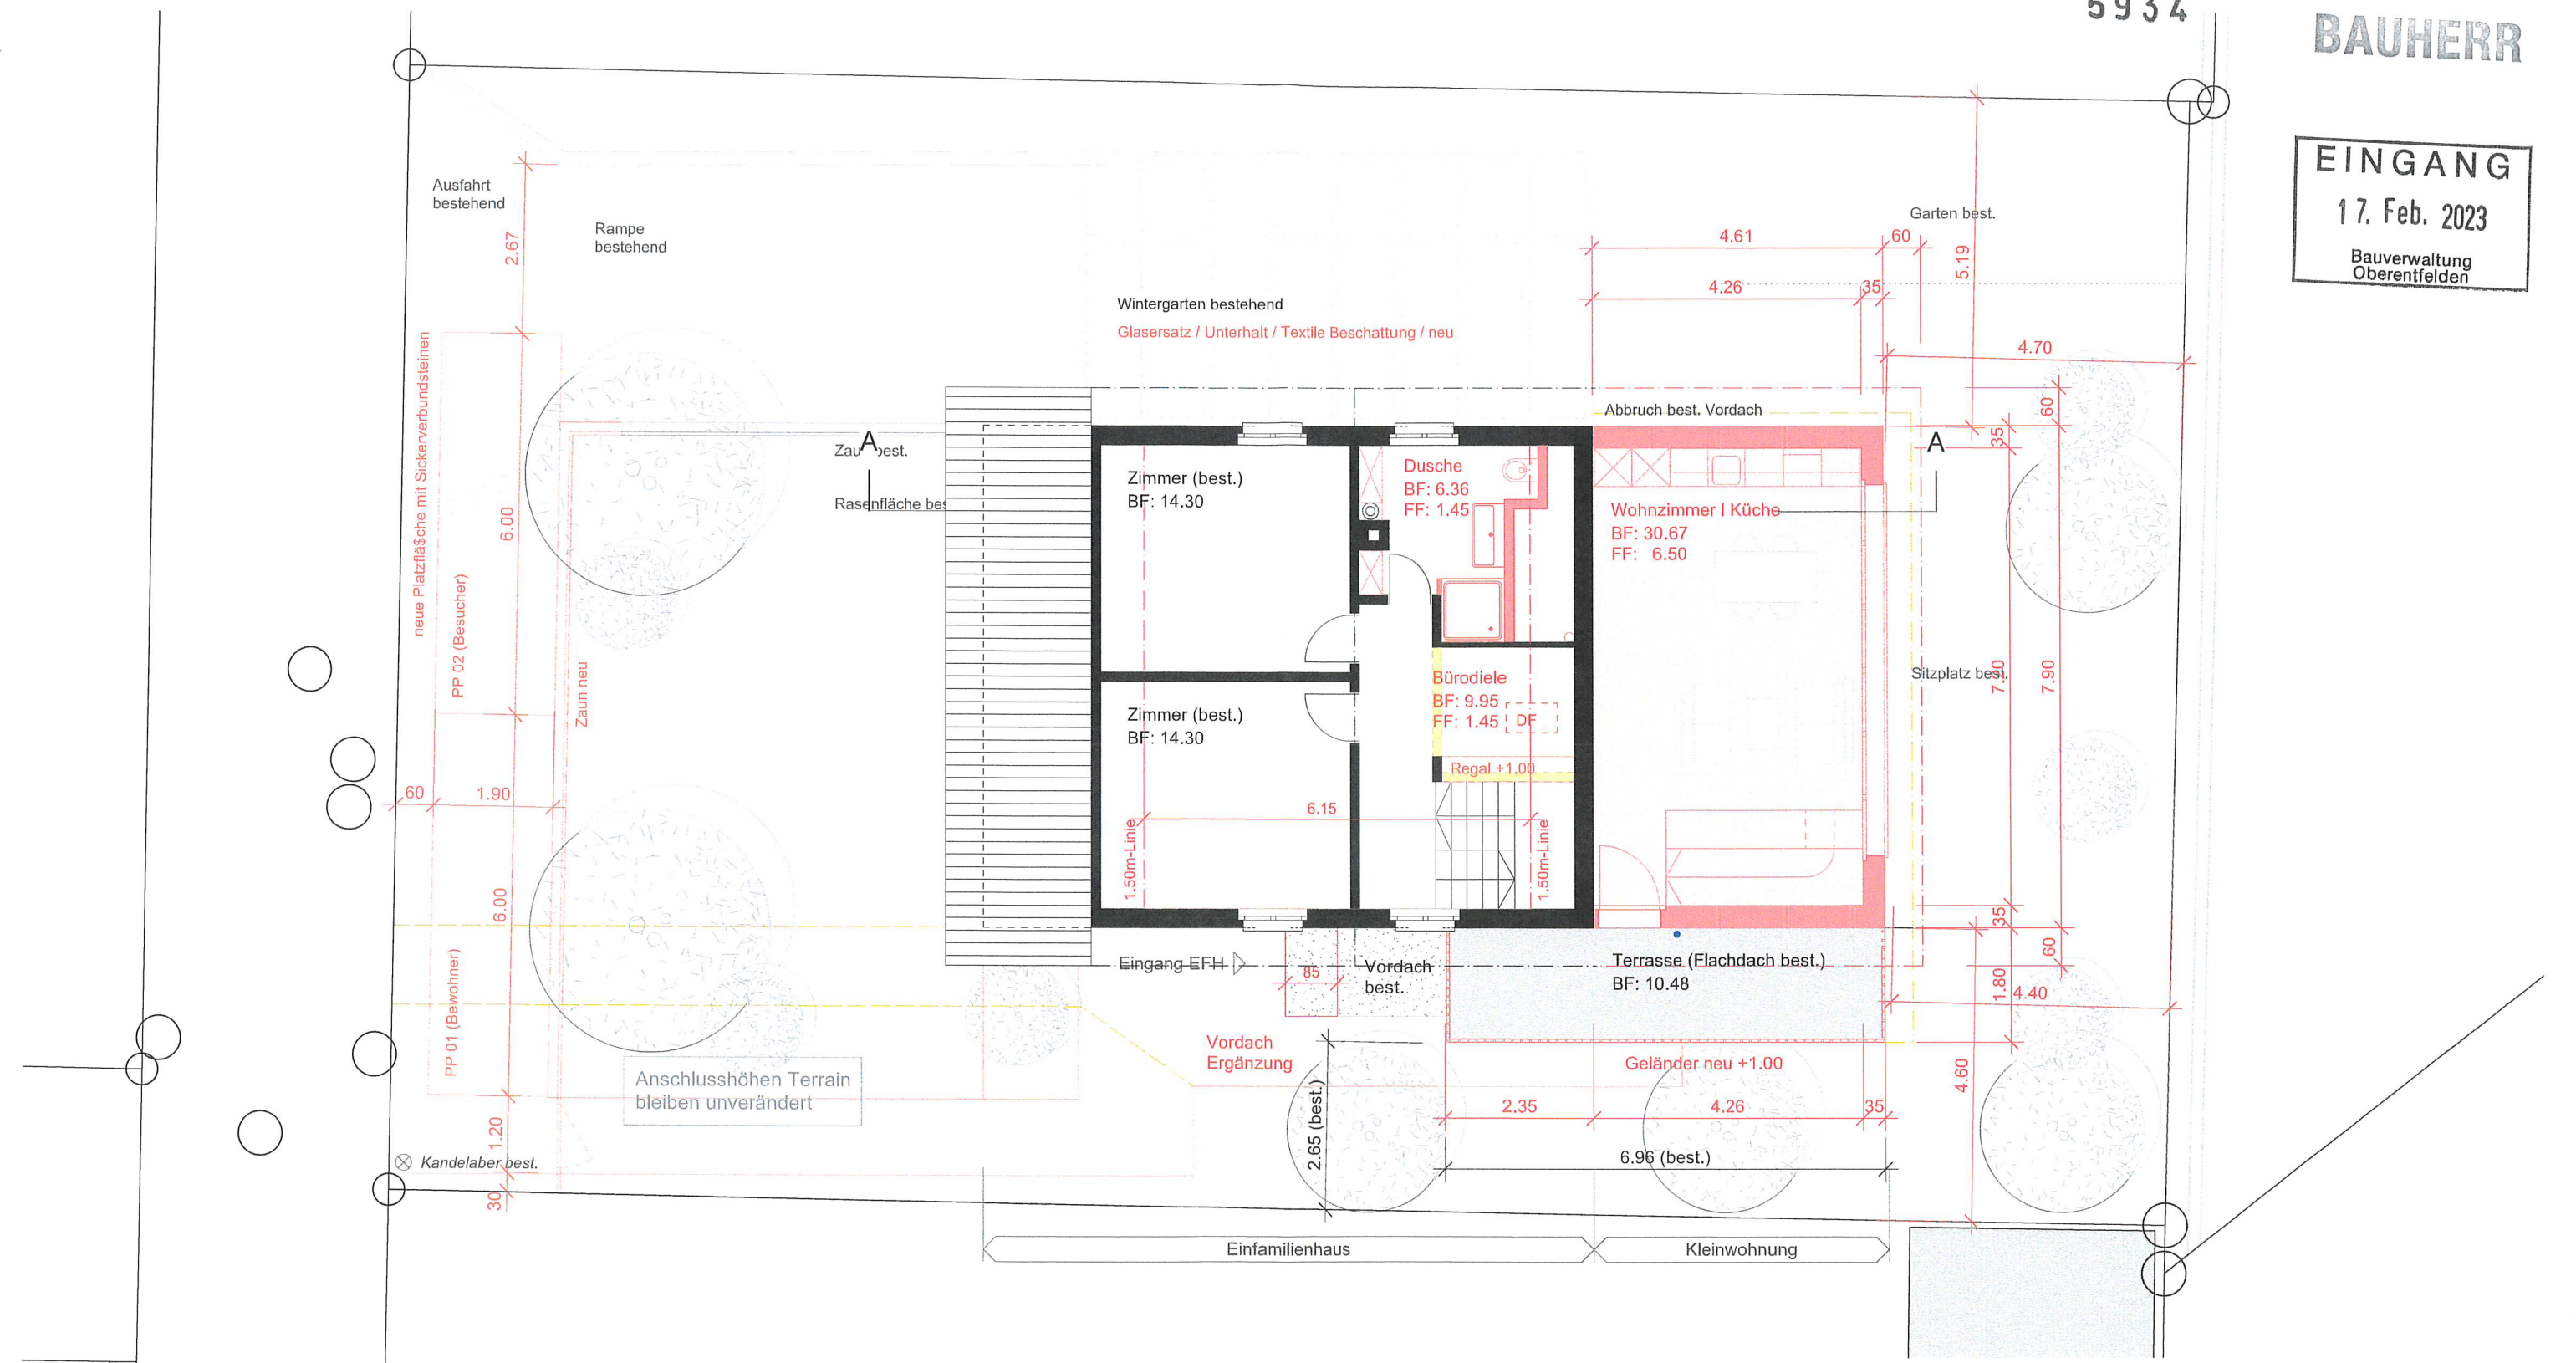 5934
BAUHERR
EINGANG
17. Feb. 2023
Bauverwaltung
Oberentfelden
Ausfahrt
bestehend
Rampe
bestehend
2.67
Garten best.
4.61
60
5.19
4.26
35
Wintergarten bestehend
Glasersatz / Unterhalt / Textile Beschattung / neu
4.70
neue Platzflä$che mit Sickerverbundsteinen
Abbruch best. Vordach
60
35
A
Zau
best.
A
Rasenfläche bes
6.00
Zimmer (best.)
BF: 14.30
Dusche
BF: 6.36
FF: 1.45
Wohnzimmer I Küche
BF: 30.67
FF: 6.50
PP 02 (Besucher)
Zaun neu
Sitzplatz best.
7.20
7.90
Bürodiele
BF: 9.95
FF: 1.45
DF
Zimmer (best.)
BF: 14.30
Regal +1.00
60
1.90
6.15
1.50m-Linie
1.50m-Linie
6.00
35
60
Eingang EFH
85
Vordach
best.
Terrasse (Flachdach best.)
BF: 10.48
1.80
4.40
PP 01 (Bewohner)
Vordach
Ergänzung
Geländer neu +1.00
Anschlusshöhen Terrain
bleiben unverändert
4.60
2.65 (best.)
2.35
4.26
35
1.20
Kandelaber best.
6.96 (best.)
30
Einfamilienhaus
Kleinwohnung